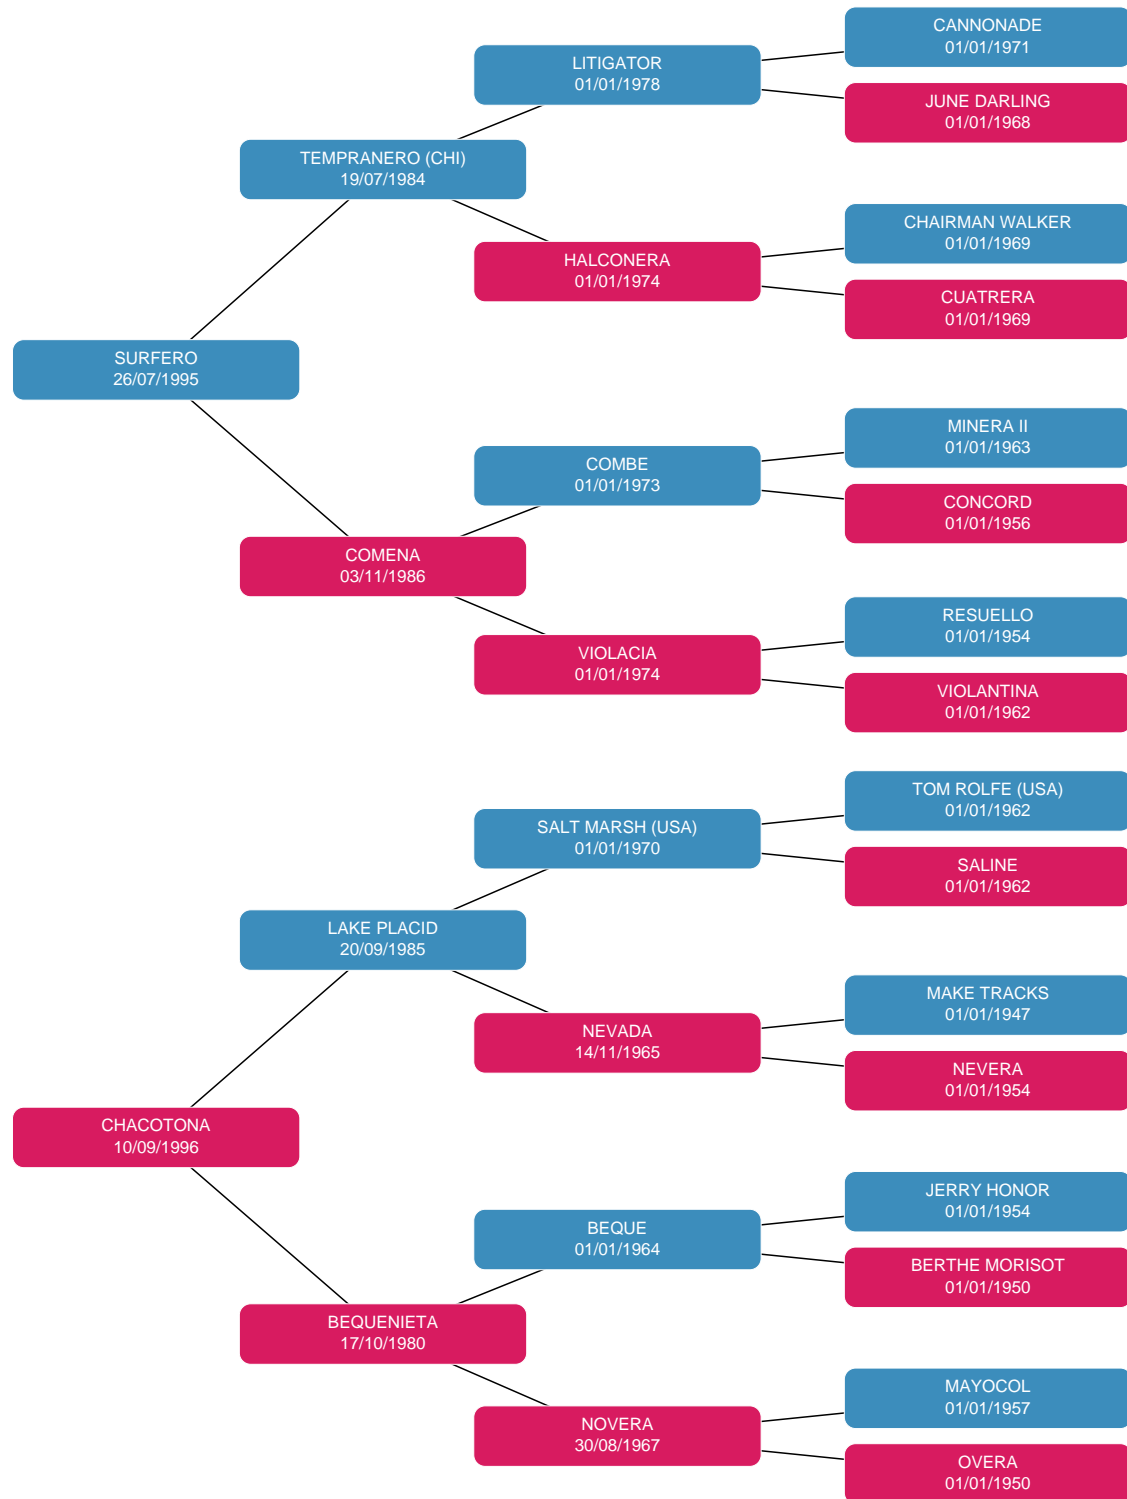 CANNONADE
01/01/1971
LITIGATOR
01/01/1978
JUNE DARLING
01/01/1968
TEMPRANERO (CHI)
19/07/1984
CHAIRMAN WALKER
01/01/1969
HALCONERA
01/01/1974
CUATRERA
01/01/1969
SURFERO
26/07/1995
MINERA II
01/01/1963
COMBE
01/01/1973
CONCORD
01/01/1956
COMENA
03/11/1986
RESUELLO
01/01/1954
VIOLACIA
01/01/1974
VIOLANTINA
01/01/1962
TOM ROLFE (USA)
01/01/1962
SALT MARSH (USA)
01/01/1970
SALINE
01/01/1962
LAKE PLACID
20/09/1985
MAKE TRACKS
01/01/1947
NEVADA
14/11/1965
NEVERA
01/01/1954
CHACOTONA
10/09/1996
JERRY HONOR
01/01/1954
BEQUE
01/01/1964
BERTHE MORISOT
01/01/1950
BEQUENIETA
17/10/1980
MAYOCOL
01/01/1957
NOVERA
30/08/1967
OVERA
01/01/1950